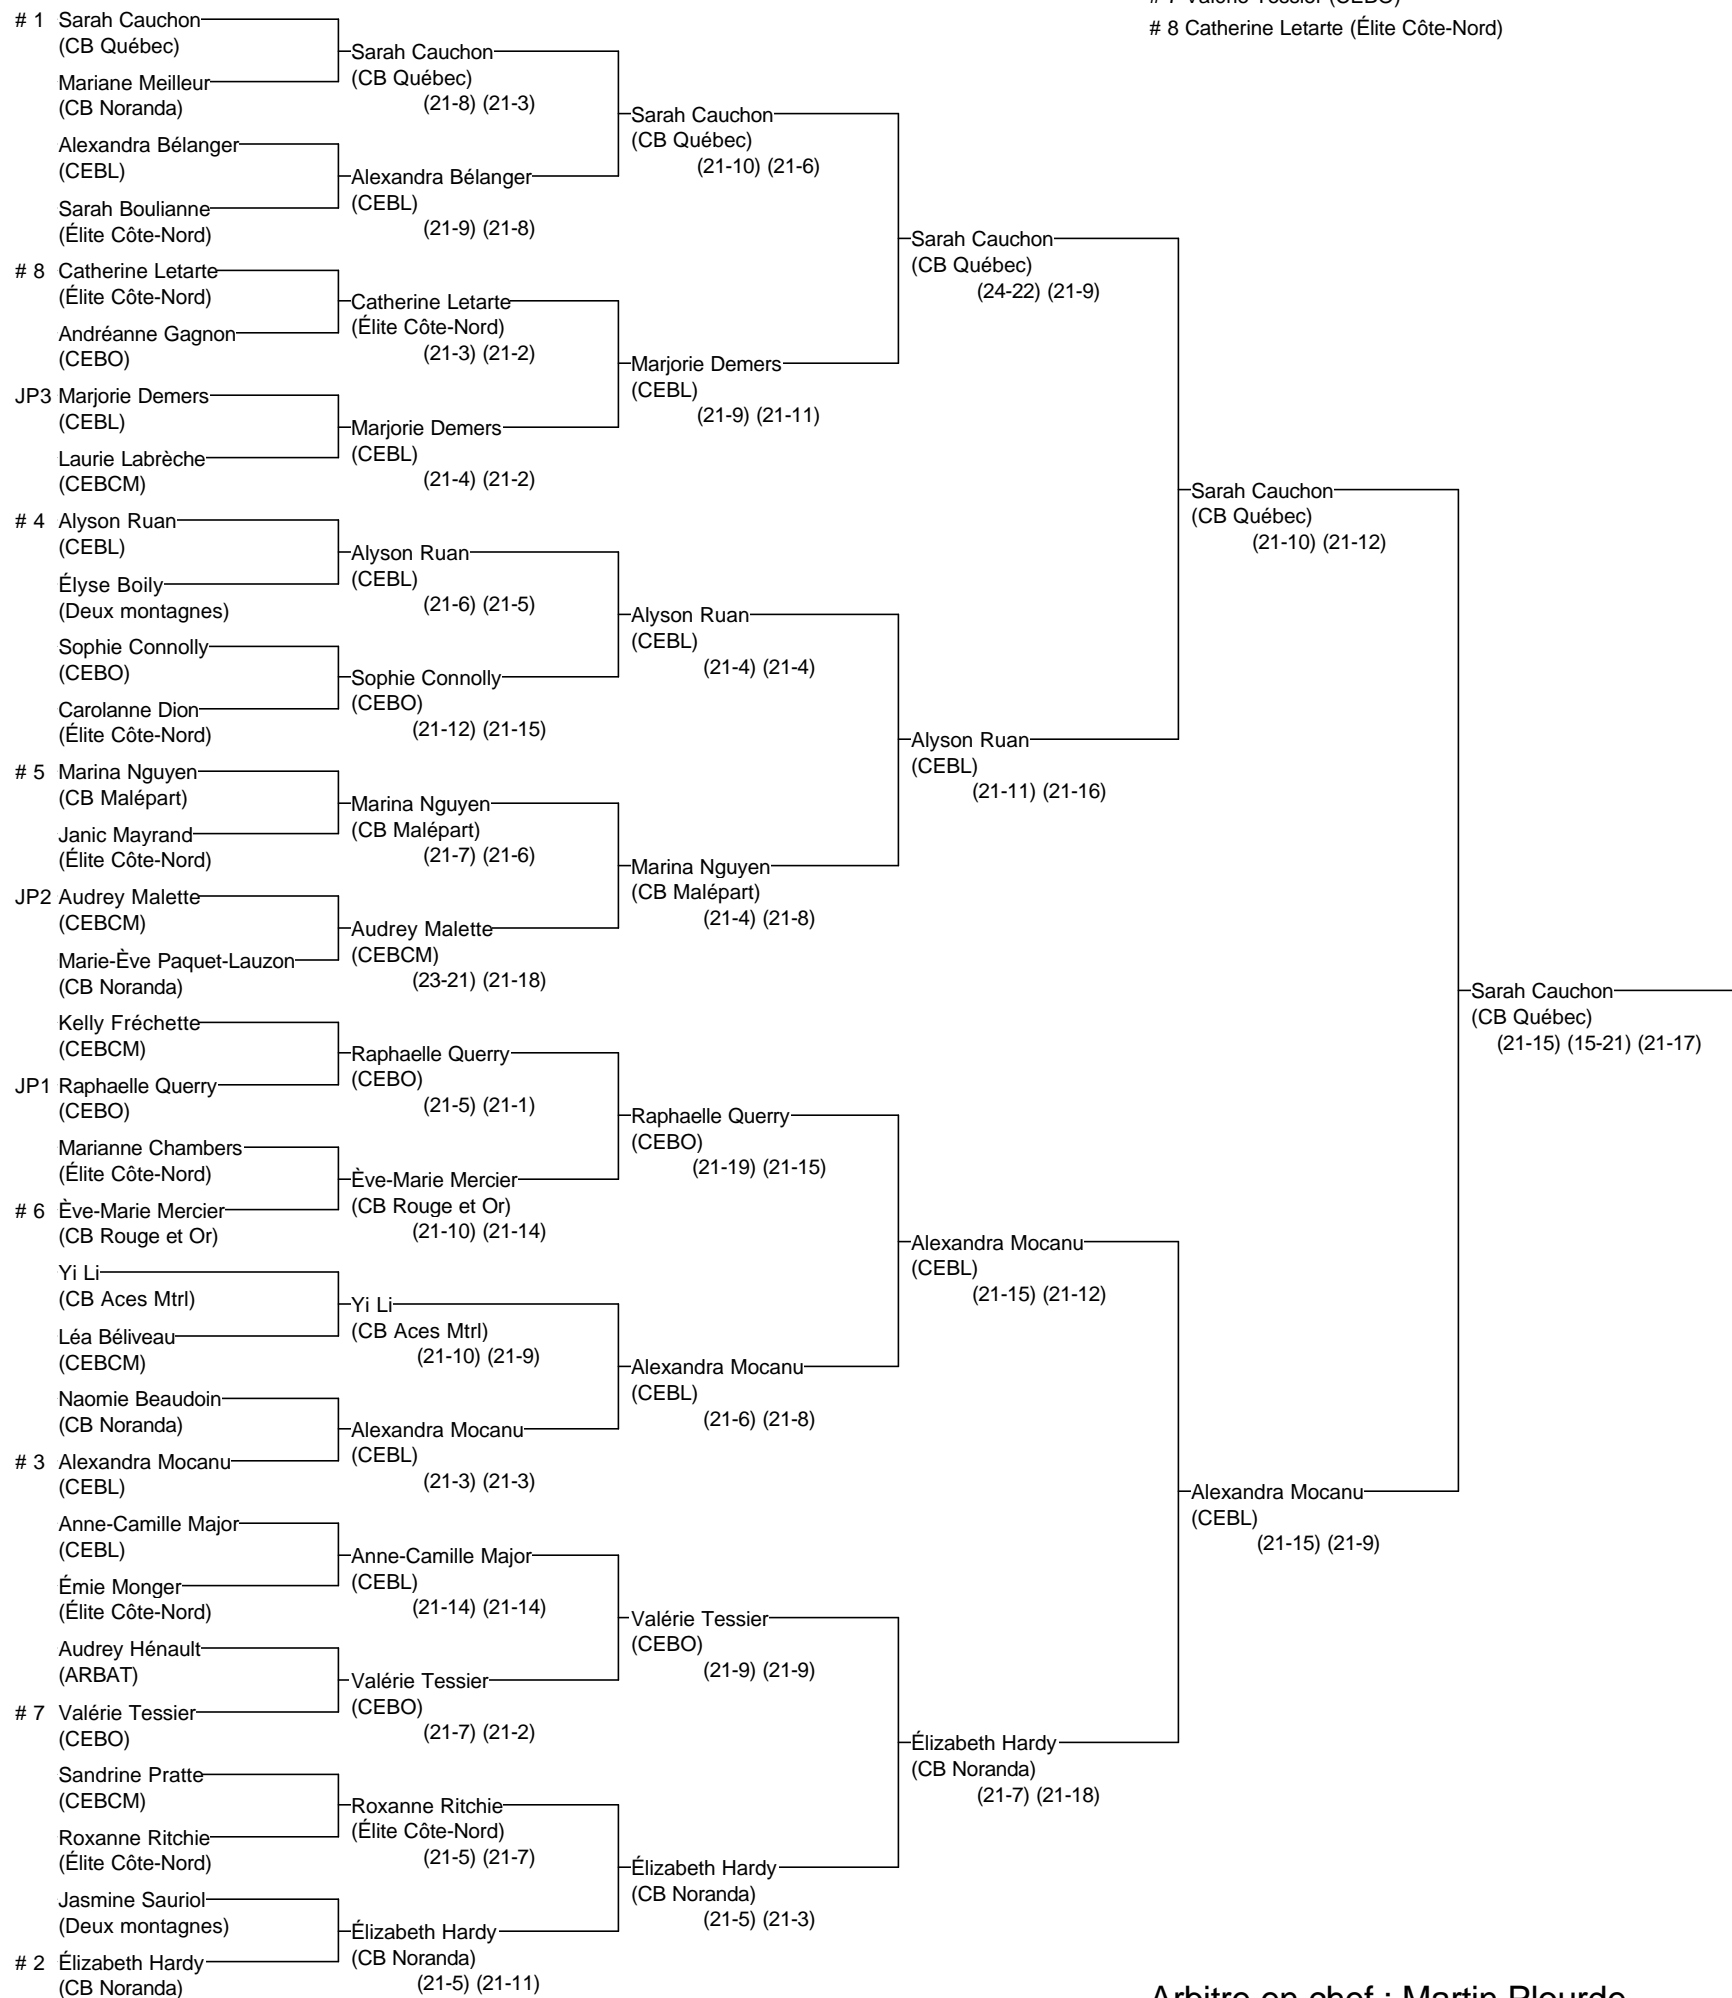 # 7 Valérie Tessier (CEBO)
# 8 Catherine Letarte (Élite Côte-Nord)
# 1 Sarah Cauchon
(CB Québec)
Mariane Meilleur
(CB Noranda)
Alexandra Bélanger
(CEBL)
Sarah Boulianne
(Élite Côte-Nord)
# 8 Catherine Letarte
(Élite Côte-Nord)
Andréanne Gagnon
(CEBO)
JP3 Marjorie Demers
(CEBL)
Laurie Labrèche
(CEBCM)
# 4 Alyson Ruan
(CEBL)
Élyse Boily
(Deux montagnes)
Sophie Connolly
(CEBO)
Carolanne Dion
(Élite Côte-Nord)
# 5 Marina Nguyen
(CB Malépart)
Janic Mayrand
(Élite Côte-Nord)
JP2 Audrey Malette
(CEBCM)
Marie-Ève Paquet-Lauzon
(CB Noranda)
Kelly Fréchette
(CEBCM)
JP1 Raphaelle Querry
(CEBO)
Marianne Chambers
(Élite Côte-Nord)
# 6 Ève-Marie Mercier
(CB Rouge et Or)
Yi Li
(CB Aces Mtrl)
Léa Béliveau
(CEBCM)
Naomie Beaudoin
(CB Noranda)
# 3 Alexandra Mocanu
(CEBL)
Anne-Camille Major
(CEBL)
Émie Monger
(Élite Côte-Nord)
Audrey Hénault
(ARBAT)
# 7 Valérie Tessier
(CEBO)
Sandrine Pratte
(CEBCM)
Roxanne Ritchie
(Élite Côte-Nord)
Jasmine Sauriol
(Deux montagnes)
# 2 Élizabeth Hardy
(CB Noranda)
Sarah Cauchon
(CB Québec)
(21-8) (21-3)
Alexandra Bélanger
(CEBL)
(21-9) (21-8)
Catherine Letarte
(Élite Côte-Nord)
(21-3) (21-2)
Marjorie Demers
(CEBL)
(21-4) (21-2)
Alyson Ruan
(CEBL)
(21-6) (21-5)
Sophie Connolly
(CEBO)
(21-12) (21-15)
Marina Nguyen
(CB Malépart)
(21-7) (21-6)
Audrey Malette
(CEBCM)
(23-21) (21-18)
Raphaelle Querry
(CEBO)
(21-5) (21-1)
Ève-Marie Mercier
(CB Rouge et Or)
(21-10) (21-14)
Yi Li
(CB Aces Mtrl)
(21-10) (21-9)
Alexandra Mocanu
(CEBL)
(21-3) (21-3)
Anne-Camille Major
(CEBL)
(21-14) (21-14)
Valérie Tessier
(CEBO)
(21-7) (21-2)
Roxanne Ritchie
(Élite Côte-Nord)
(21-5) (21-7)
Élizabeth Hardy
(CB Noranda)
(21-5) (21-11)
Sarah Cauchon
(CB Québec)
(21-10) (21-6)
Marjorie Demers
(CEBL)
(21-9) (21-11)
Alyson Ruan
(CEBL)
(21-4) (21-4)
Marina Nguyen
(CB Malépart)
(21-4) (21-8)
Raphaelle Querry
(CEBO)
(21-19) (21-15)
Alexandra Mocanu
(CEBL)
(21-6) (21-8)
Valérie Tessier
(CEBO)
(21-9) (21-9)
Élizabeth Hardy
(CB Noranda)
(21-5) (21-3)
Sarah Cauchon
(CB Québec)
(24-22) (21-9)
Alyson Ruan
(CEBL)
(21-11) (21-16)
Alexandra Mocanu
(CEBL)
(21-15) (21-12)
Élizabeth Hardy
(CB Noranda)
(21-7) (21-18)
Sarah Cauchon
(CB Québec)
(21-10) (21-12)
Alexandra Mocanu
(CEBL)
(21-15) (21-9)
Sarah Cauchon
(CB Québec)
(21-15) (15-21) (21-17)
Arbitre en chef : Martin Plourde